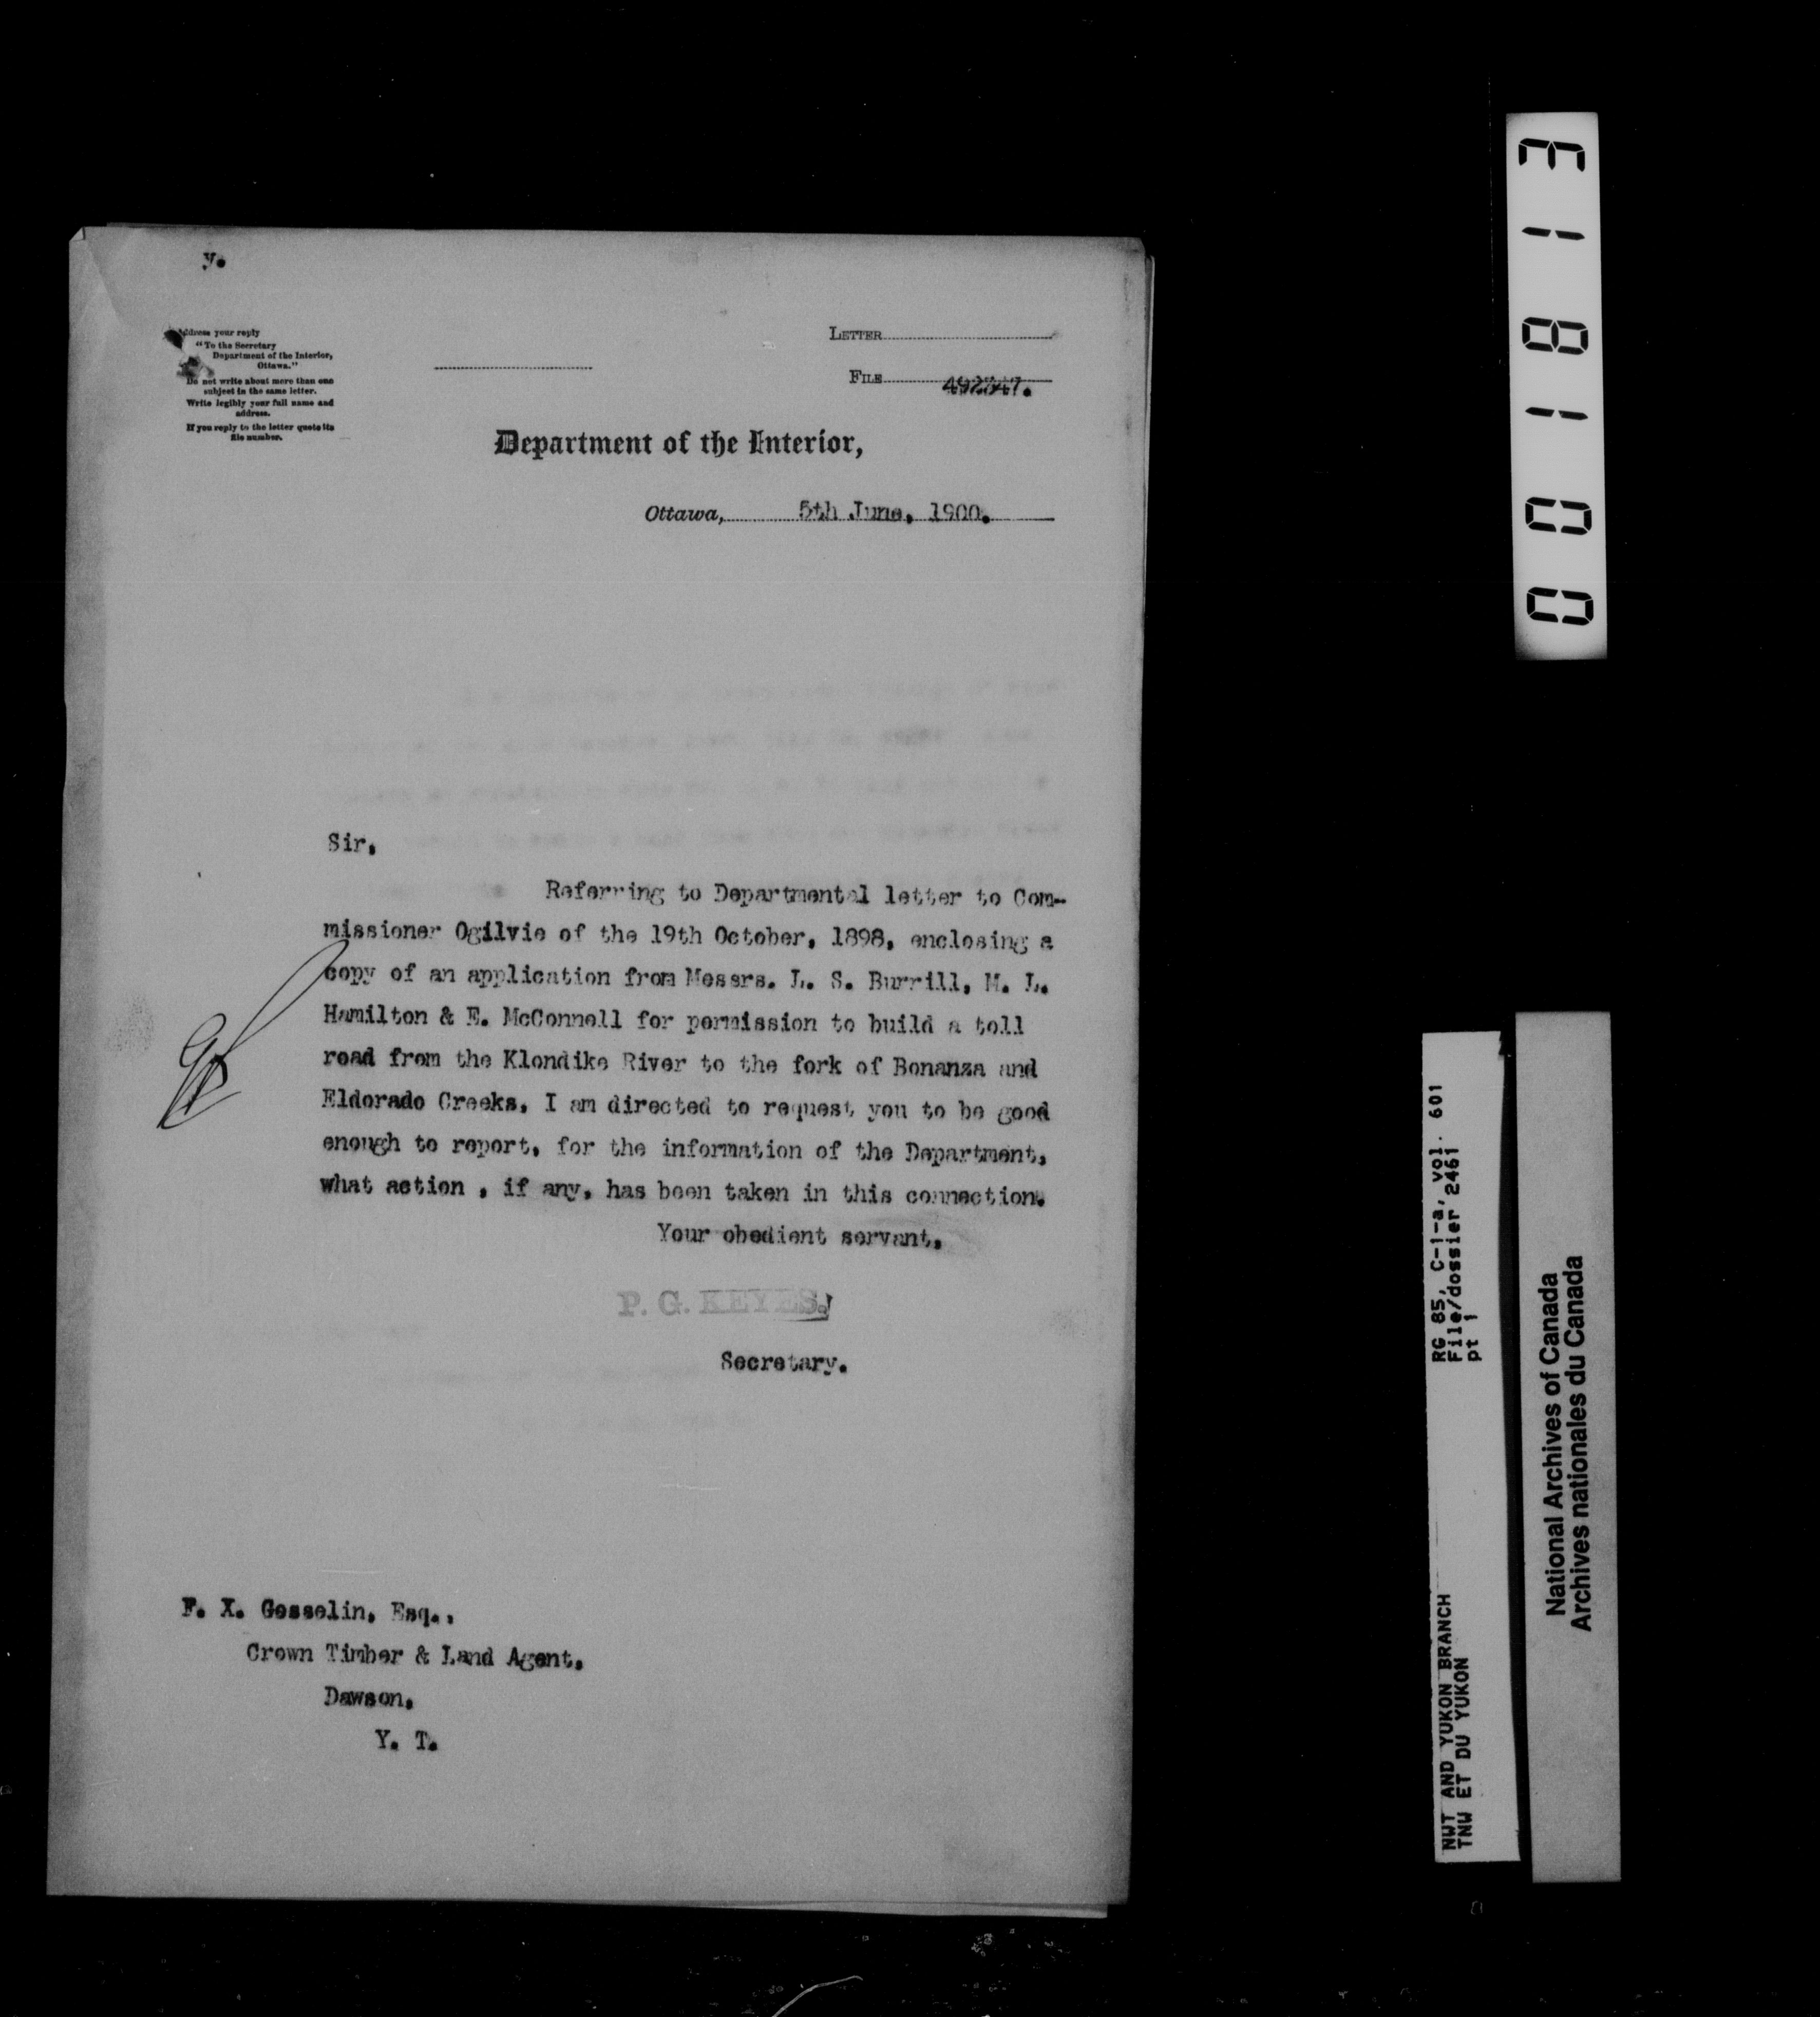 y.
Address your reply
"To the Secretary
Department of the Interior,
Ottawa."
Do not write about more than one
subject in the same letter.
Write legibly your full name and
address.
If you reply to the letter quote its
file number.
LETTER
FILE
Department of the Interior,
Ottawa, 5th June, 1900.
Sir,
Referring to Departmental letter to Com-
missioner Ogilvie of the 19th October, 1898, enclosing a
copy of an application from Messrs. L. S. Burrill, M. L.
Hamilton & E. McConnell for permission to build a toll
road from the Klondike River to the fork of Bonanza and
Eldorado Creeks, I am directed to request you to be good
enough to report, for the information of the Department,
what action , if any, has been taken in this connection.
Your obedient servant,
P. G. KEYES,
Secretary.
F. X. Gosselin, Esq.,
Crown Timber & Land Agent,
Dawson,
Y. T.
001813
RG 85, C-1-a, vol. 601
File/dossier 2461
pt 1
NWT AND YUKON BRANCH
TNW ET DU YUKON
National Archives of Canada
Archives nationales du Canada